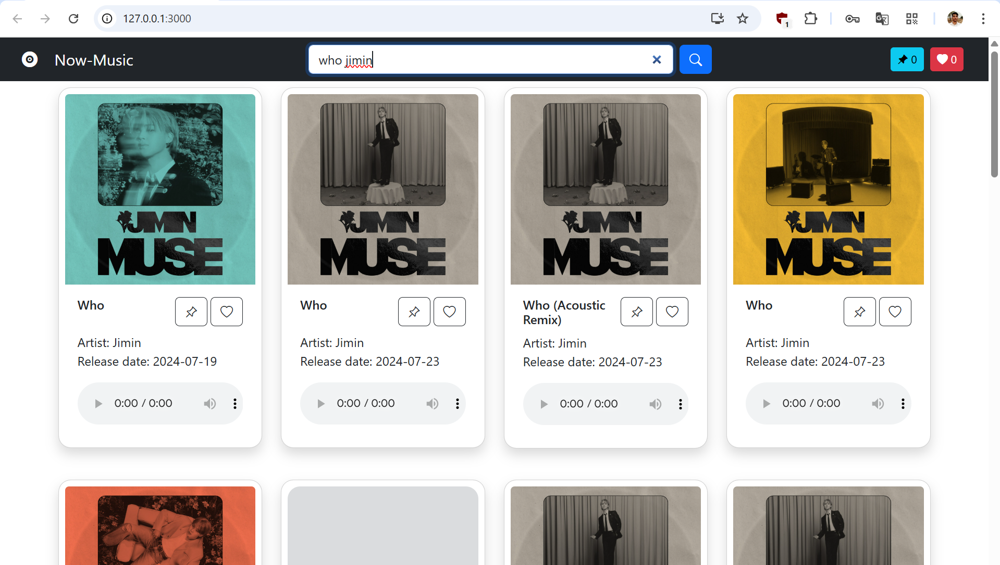 127.0.0.1:3000
1
Now-Music
who jimin
0
0
JIMIN
MUSE
JIMIN
MUSE
JIMIN
MUSE
JIMIN
MUSE
Who
Artist: Jimin
Release date: 2024-07-19
0:00 / 0:00
Who
Artist: Jimin
Release date: 2024-07-23
0:00 / 0:00
Who (Acoustic
Remix)
Artist: Jimin
Release date: 2024-07-23
0:00 / 0:00
Who
Artist: Jimin
Release date: 2024-07-23
0:00 / 0:00